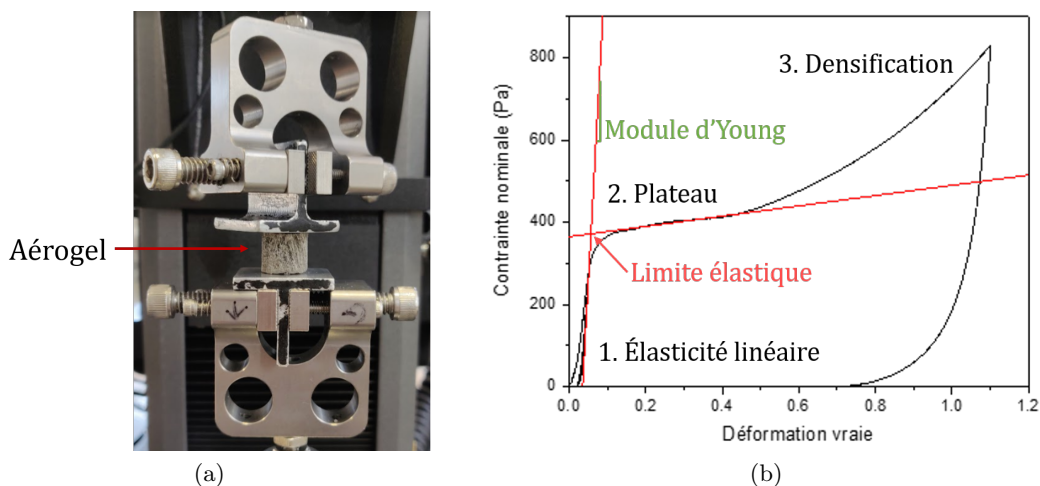 Aérogel
(a)
Contrainte nominale (Pa)
800
600
400
200
0
3. Densification
Module d'Young
2. Plateau
Limite élastique
1. Élasticité linéaire
0.0 0.2 0.4 0.6 0.8 1.0 1.2
Déformation vraie
(b)